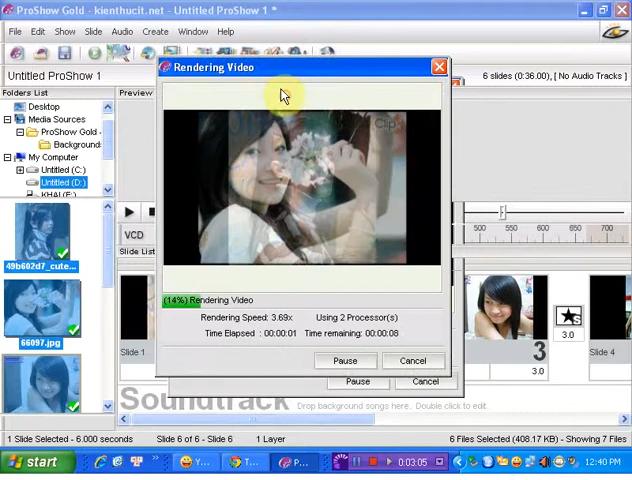 ProShow Gold - kienthucit.net - Untitled ProShow 1 *
File Edit Show Slide Audio Create Window Help
Untitled ProShow 1
6 slides (0:36.00), [ No Audio Tracks ]
Folders List
Preview
Rendering Video
Desktop
Media Sources
ProShow Gold -
Background
My Computer
Untitled (C:)
Untitled (D:)
Clip
VCD
500 550 600 650 700
Slide List
49b602d7_cute...
66097.jpg
(14%) Rendering Video
Rendering Speed: 3.69x Using 2 Processor(s)
Time Elapsed : 00:00:01 Time remaining: 00:00:08
Pause Cancel
Pause Cancel
Slide 1
3
3.0
3.0
Slide 4
Soundtrack Drop background songs here. Double click to edit.
1 Slide Selected - 6.000 seconds Slide 6 of 6 - Slide 6 1 Layer 6 Files Selected (408.17 KB) - Showing 7 Files
start
Y...
T...
P...
0:03:05
12:40 PM